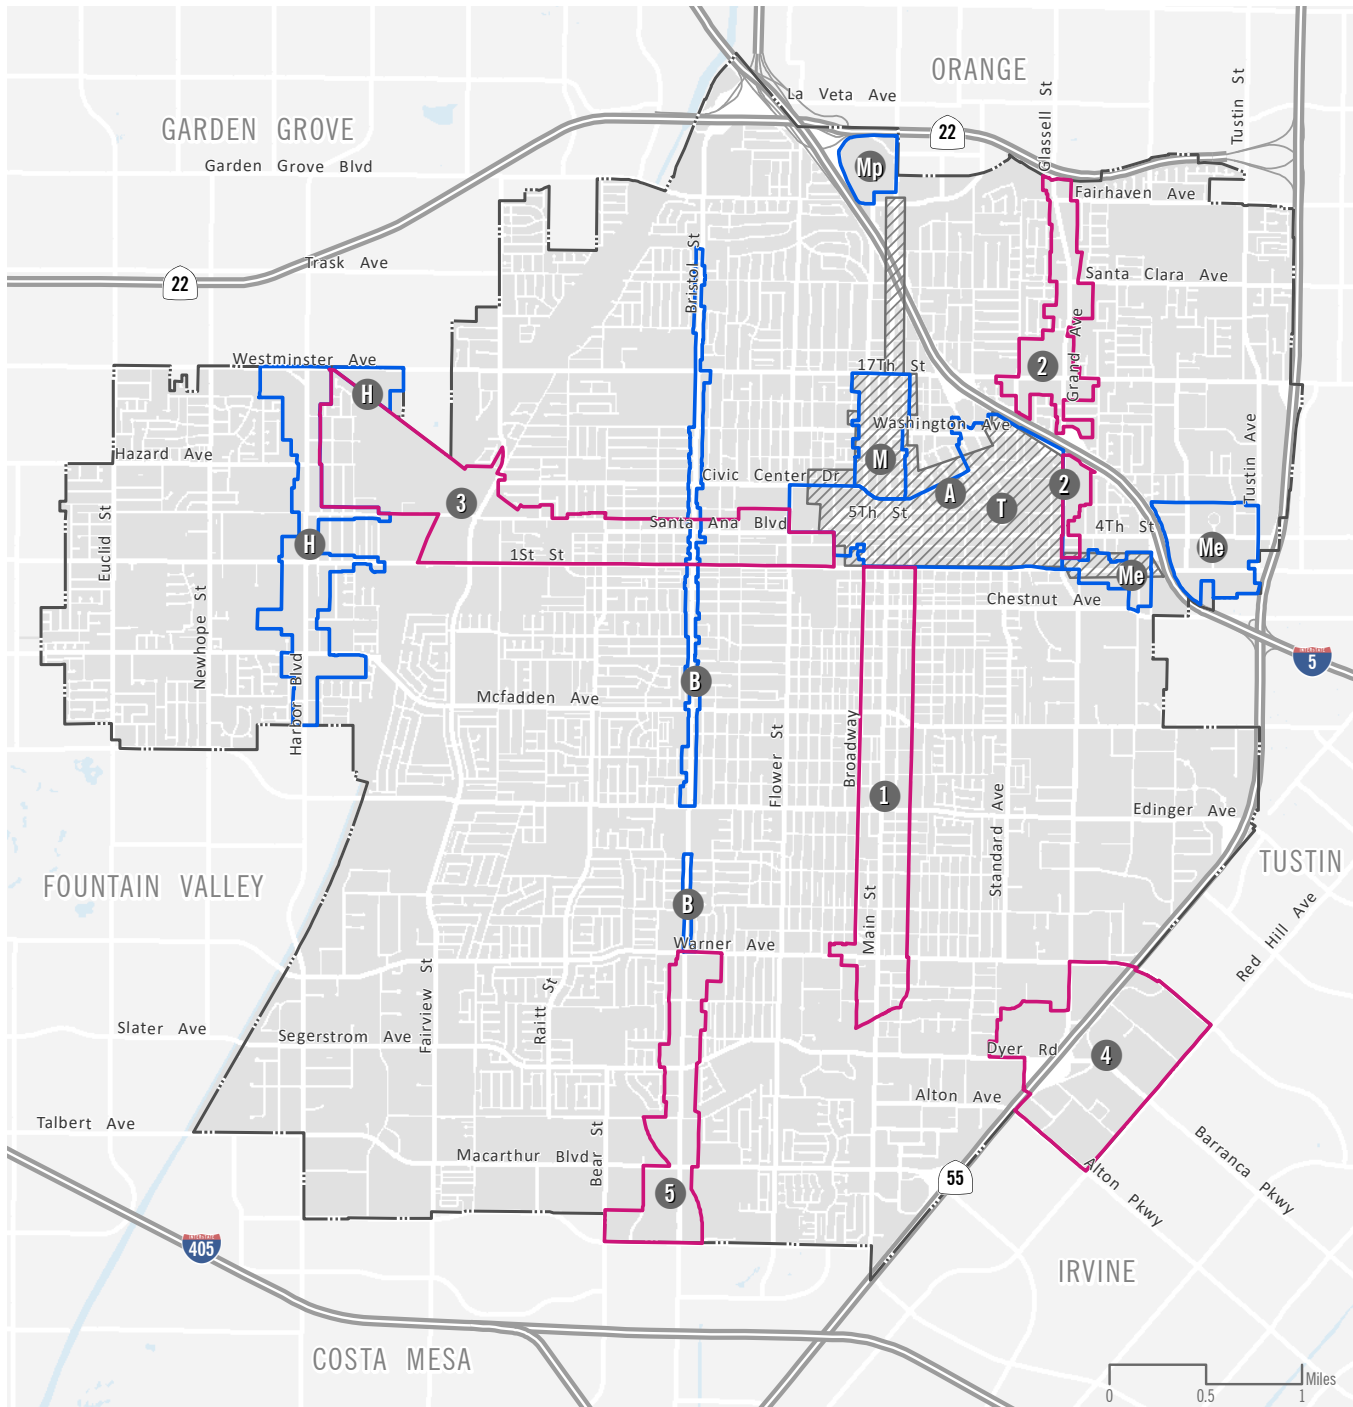 ORANGE
La Veta Ave
Glassell St
Tustin St
GARDEN GROVE
22
Garden Grove Blvd
Mp
Fairhaven Ave
Bristol St
Trask Ave
22
Santa Clara Ave
Grand Ave
Westminster Ave
17Th St
2
H
Washington Ave
Tustin Ave
Hazard Ave
M
Civic Center Dr
A
2
3
5Th St
T
Santa Ana Blvd
4Th St
Euclid St
H
1St St
Me
Me
Newhope St
Chestnut Ave
5
Harbor Blvd
B
Mcfadden Ave
Flower St
Broadway
1
Standard Ave
Edinger Ave
FOUNTAIN VALLEY
TUSTIN
B
Main St
Red Hill Ave
Warner Ave
Fairview St
Raitt St
Slater Ave
Segerstrom Ave
Dyer Rd
4
Alton Ave
Talbert Ave
Bear St
Macarthur Blvd
Barranca Pkwy
55
5
Alton Pkwy
INTERSTATE
405
IRVINE
COSTA MESA
Miles
0 0.5 1